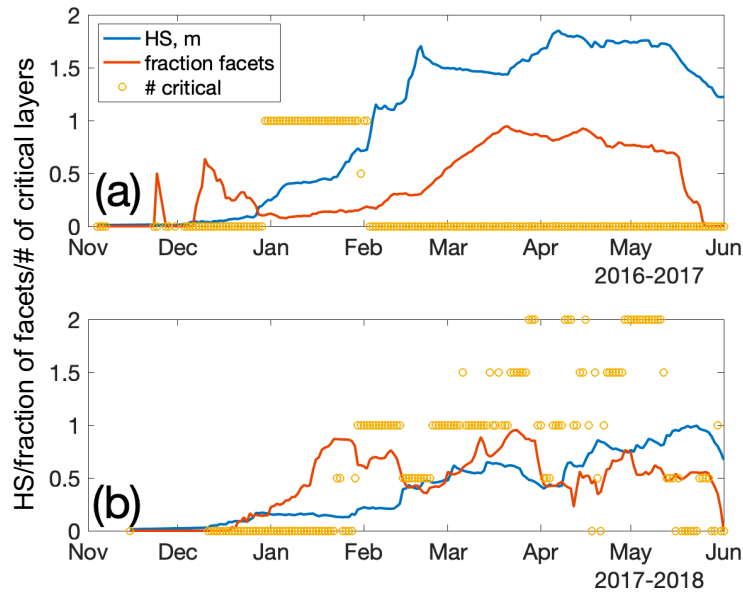 HS/fraction of facets/# of critical layers
2
1.5
1
0.5
0
HS, m
fraction facets
# critical
(a)
Nov Dec Jan Feb Mar Apr May Jun
2016-2017
2
1.5
1
0.5
0
(b)
Nov Dec Jan Feb Mar Apr May Jun
2017-2018